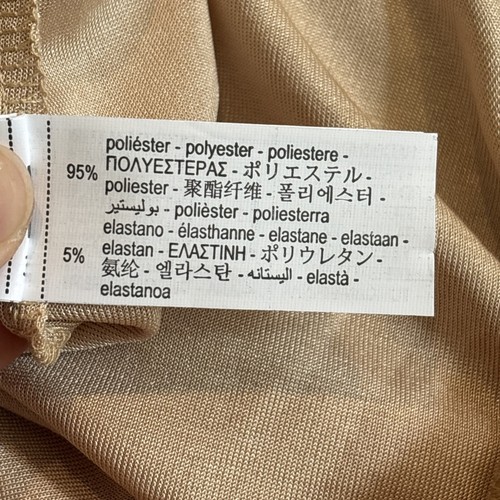 poliéster - polyester - poliestere -
95% ΠΟΛΥΕΣΤΕΡΑΣ - ポリエステル -
poliester - 聚酯纤维 - 폴리에스터 -
بوليستير - polièster - poliesterra
elastano - élasthanne - elastane - elastaan -
5% elastan - ΕΛΑΣΤΙΝΗ - ポリウレタン -
氨纶 - 엘라스탄 - اليستانه - elastà -
elastanoa